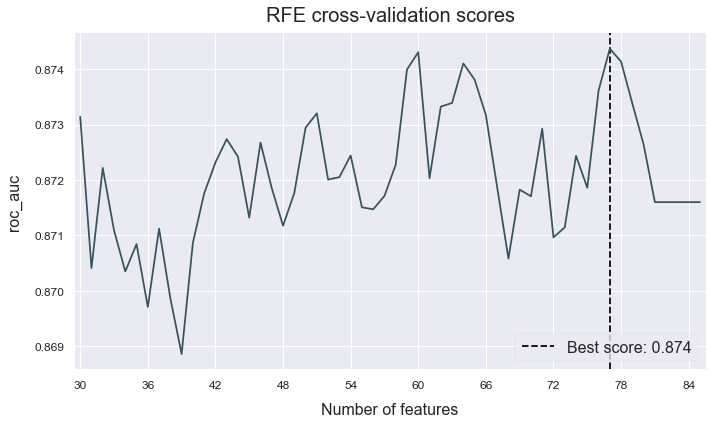 RFE cross-validation scores
roc_auc
0.874
0.873
0.872
0.871
0.870
0.869
Best score: 0.874
30 36 42 48 54 60 66 72 78 84
Number of features